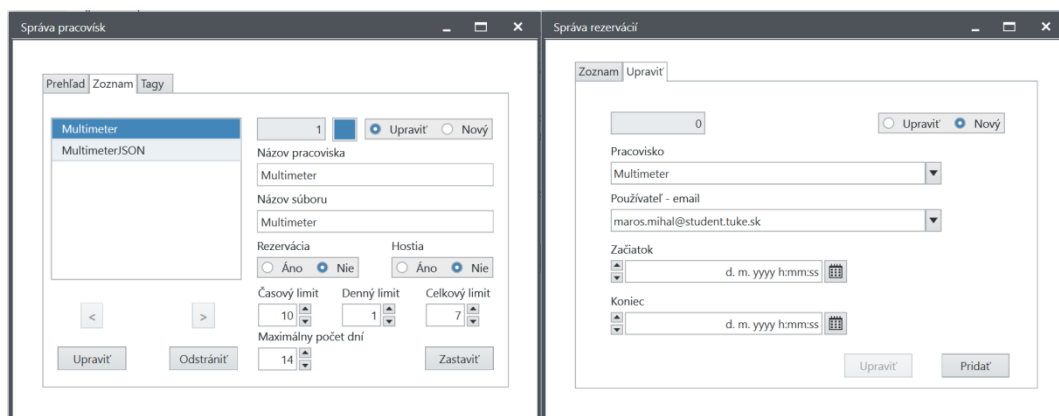 Správa pracovísk
Prehľad Zoznam Tagy
Multimeter
MultimeterJSON
1 Upraviť Nový
Názov pracoviska
Multimeter
Názov súboru
Multimeter
Rezervácia Hostia
Áno Nie Áno Nie
Časový limit Denný limit Celkový limit
10 1 7
< >
Maximálny počet dní
14
Upraviť Odstrániť Zastaviť
Správa rezervácií
Zoznam Upraviť
0 Upraviť Nový
Pracovisko
Multimeter
Používateľ - email
maros.mihal@student.tuke.sk
Začiatok
d. m. yyyy h:mm:ss
Koniec
d. m. yyyy h:mm:ss
Upraviť Pridať